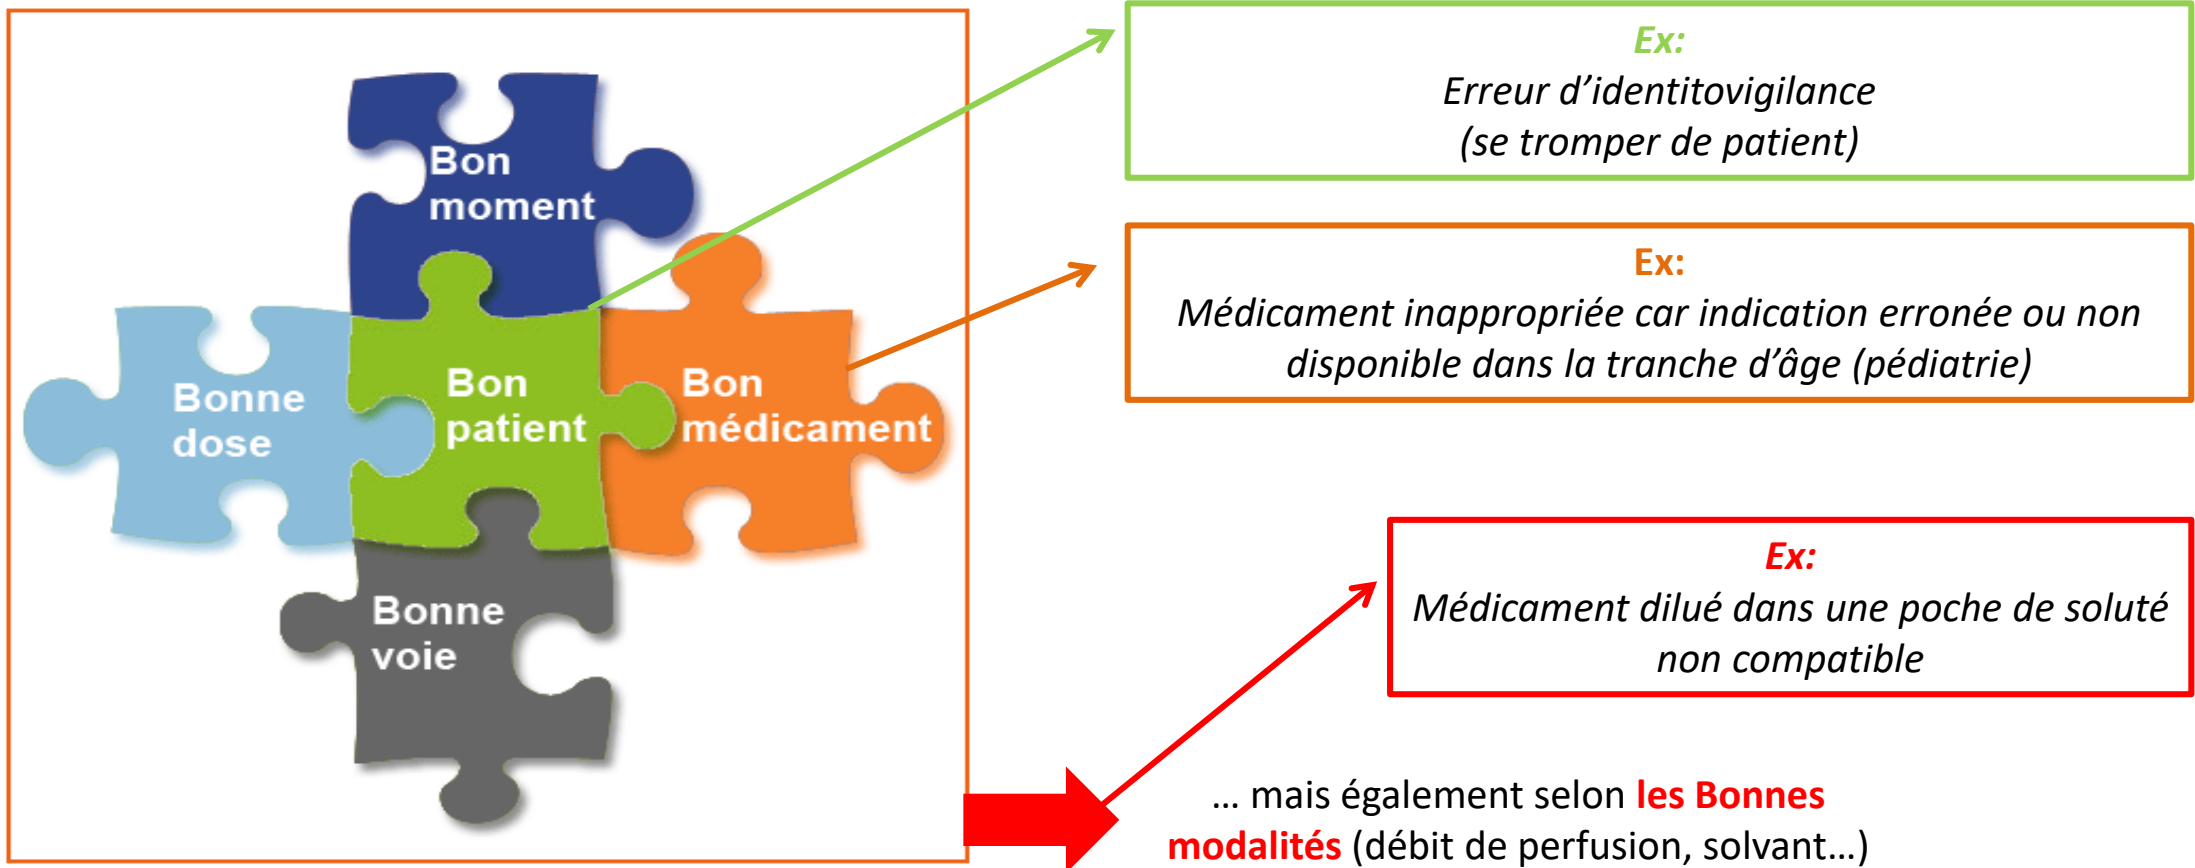 Bon
moment
Bonne
dose
Bon
patient
Bon
médicament
Bonne
voie
Ex:
Erreur d’identitovigilance
(se tromper de patient)
Ex:
Médicament inappropriée car indication erronée ou non
disponible dans la tranche d’âge (pédiatrie)
Ex:
Médicament dilué dans une poche de soluté
non compatible
… mais également selon les Bonnes
modalités (débit de perfusion, solvant…)